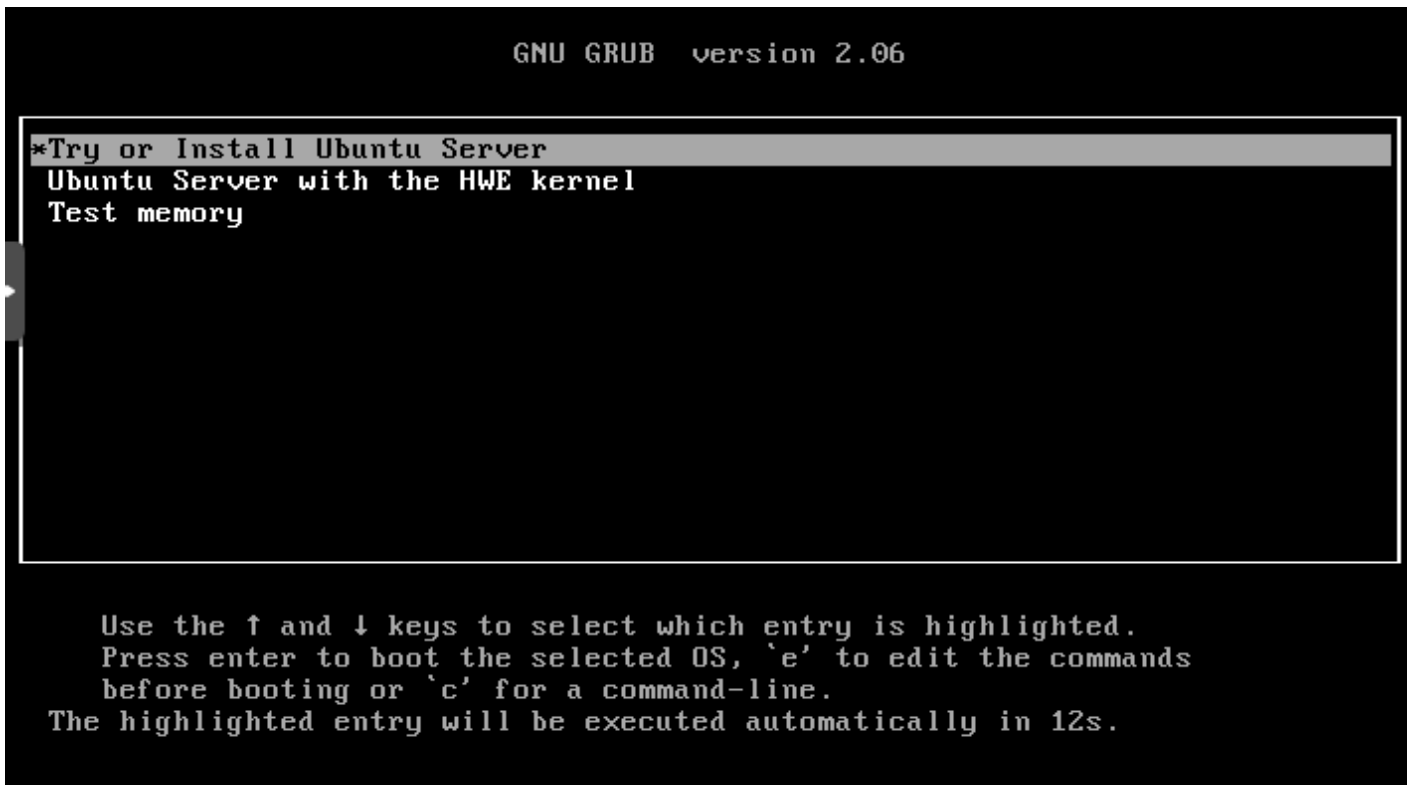 GNU GRUB  version 2.06
*Try or Install Ubuntu Server
Ubuntu Server with the HWE kernel
Test memory
Use the ↑ and ↓ keys to select which entry is highlighted.
Press enter to boot the selected OS, `e' to edit the commands
before booting or `c' for a command-line.
The highlighted entry will be executed automatically in 12s.